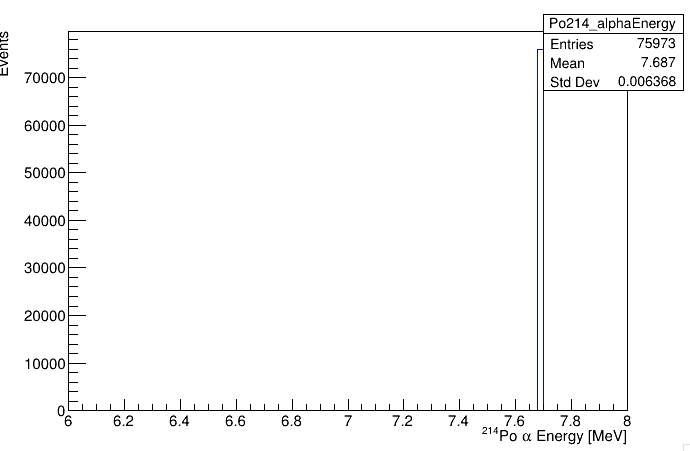 Po214_alphaEnergy
Entries 75973
Mean 7.687
Std Dev 0.006368
Events
70000
60000
50000
40000
30000
20000
10000
0
6 6.2 6.4 6.6 6.8 7 7.2 7.4 7.6 7.8 8
²¹⁴Po α Energy [MeV]